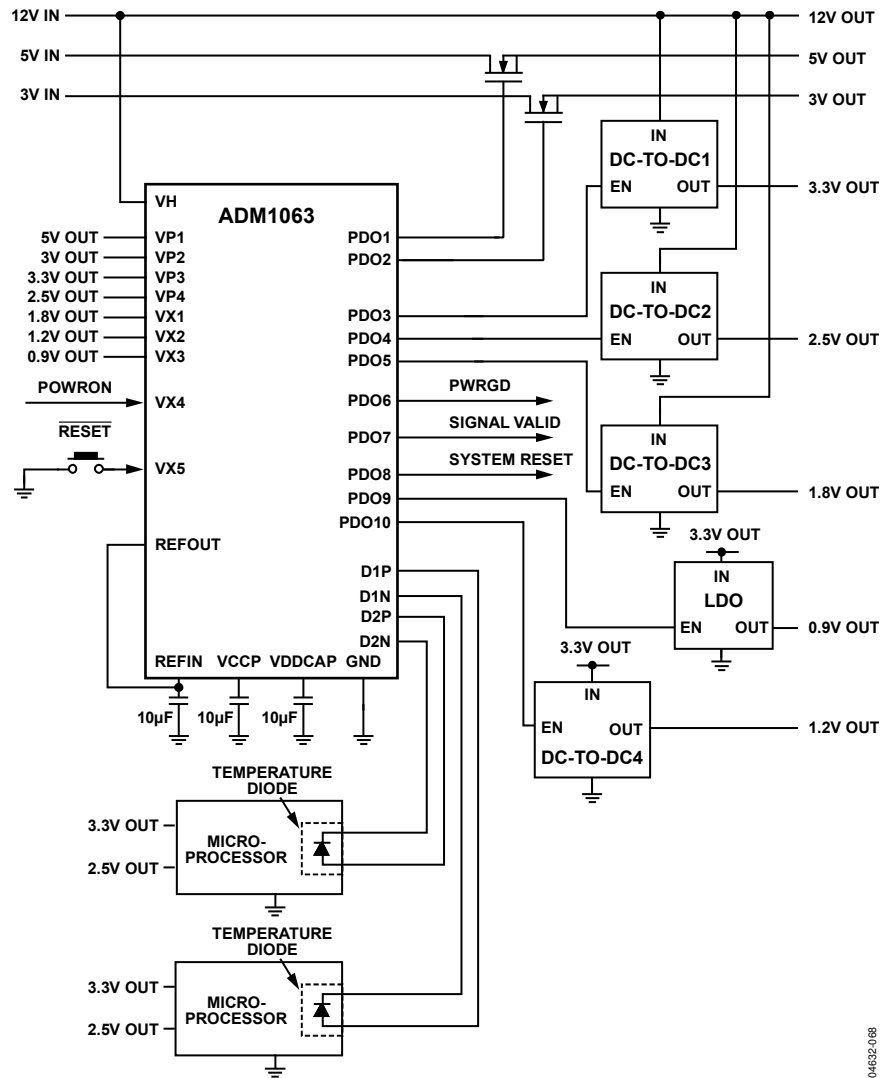 12V IN
12V OUT
5V IN
5V OUT
3V IN
3V OUT
IN
DC-TO-DC1
EN OUT
3.3V OUT
VH
ADM1063
5V OUT VP1
3V OUT VP2
3.3V OUT VP3
2.5V OUT VP4
1.8V OUT VX1
1.2V OUT VX2
0.9V OUT VX3
POWRON
VX4
RESET
VX5
REFOUT
REFIN VCCP VDDCAP GND
10µF 10µF 10µF
PDO1
PDO2
PDO3
PDO4
PDO5
PDO6
PDO7
PDO8
PDO9
PDO10
D1P
D1N
D2P
D2N
PWRGD
SIGNAL VALID
SYSTEM RESET
IN
DC-TO-DC2
EN OUT
2.5V OUT
IN
DC-TO-DC3
EN OUT
1.8V OUT
3.3V OUT
IN
LDO
EN OUT
0.9V OUT
3.3V OUT
IN
EN OUT
DC-TO-DC4
1.2V OUT
TEMPERATURE
DIODE
3.3V OUT
2.5V OUT
MICRO-
PROCESSOR
TEMPERATURE
DIODE
3.3V OUT
2.5V OUT
MICRO-
PROCESSOR
04632-068